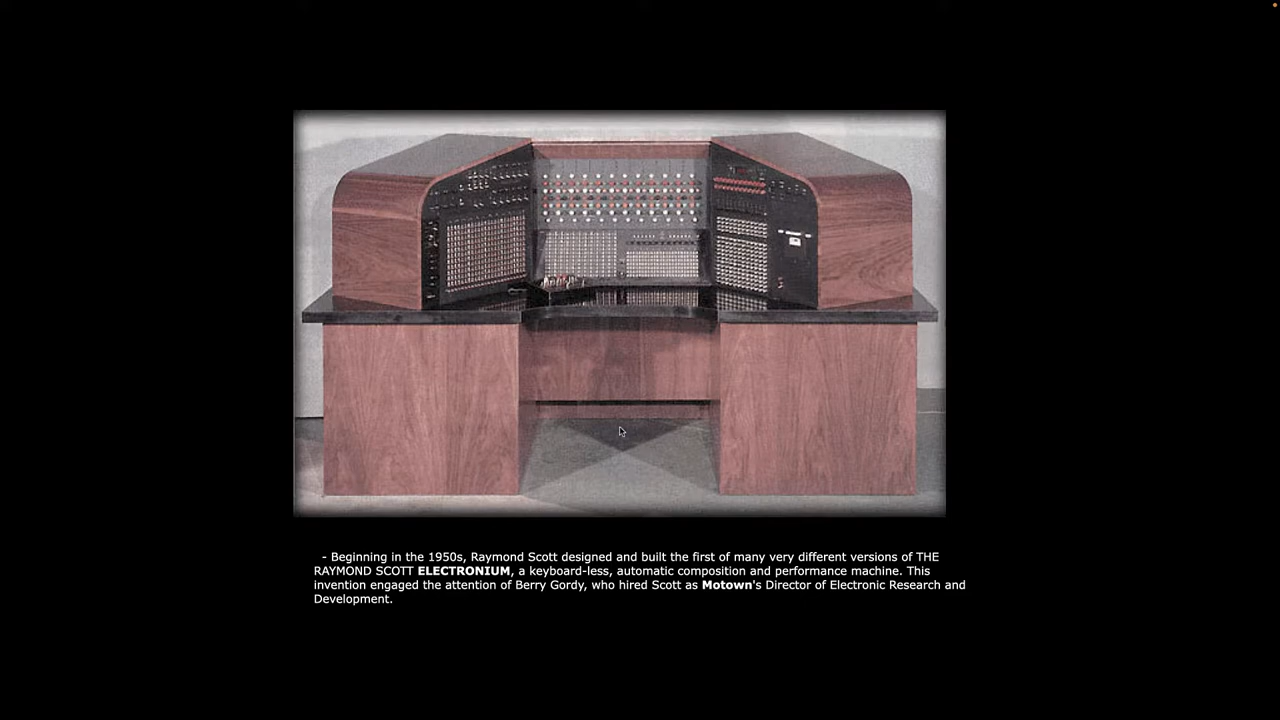 - Beginning in the 1950s, Raymond Scott designed and built the first of many very different versions of THE
RAYMOND SCOTT ELECTRONIUM, a keyboard-less, automatic composition and performance machine. This
invention engaged the attention of Berry Gordy, who hired Scott as Motown's Director of Electronic Research and
Development.